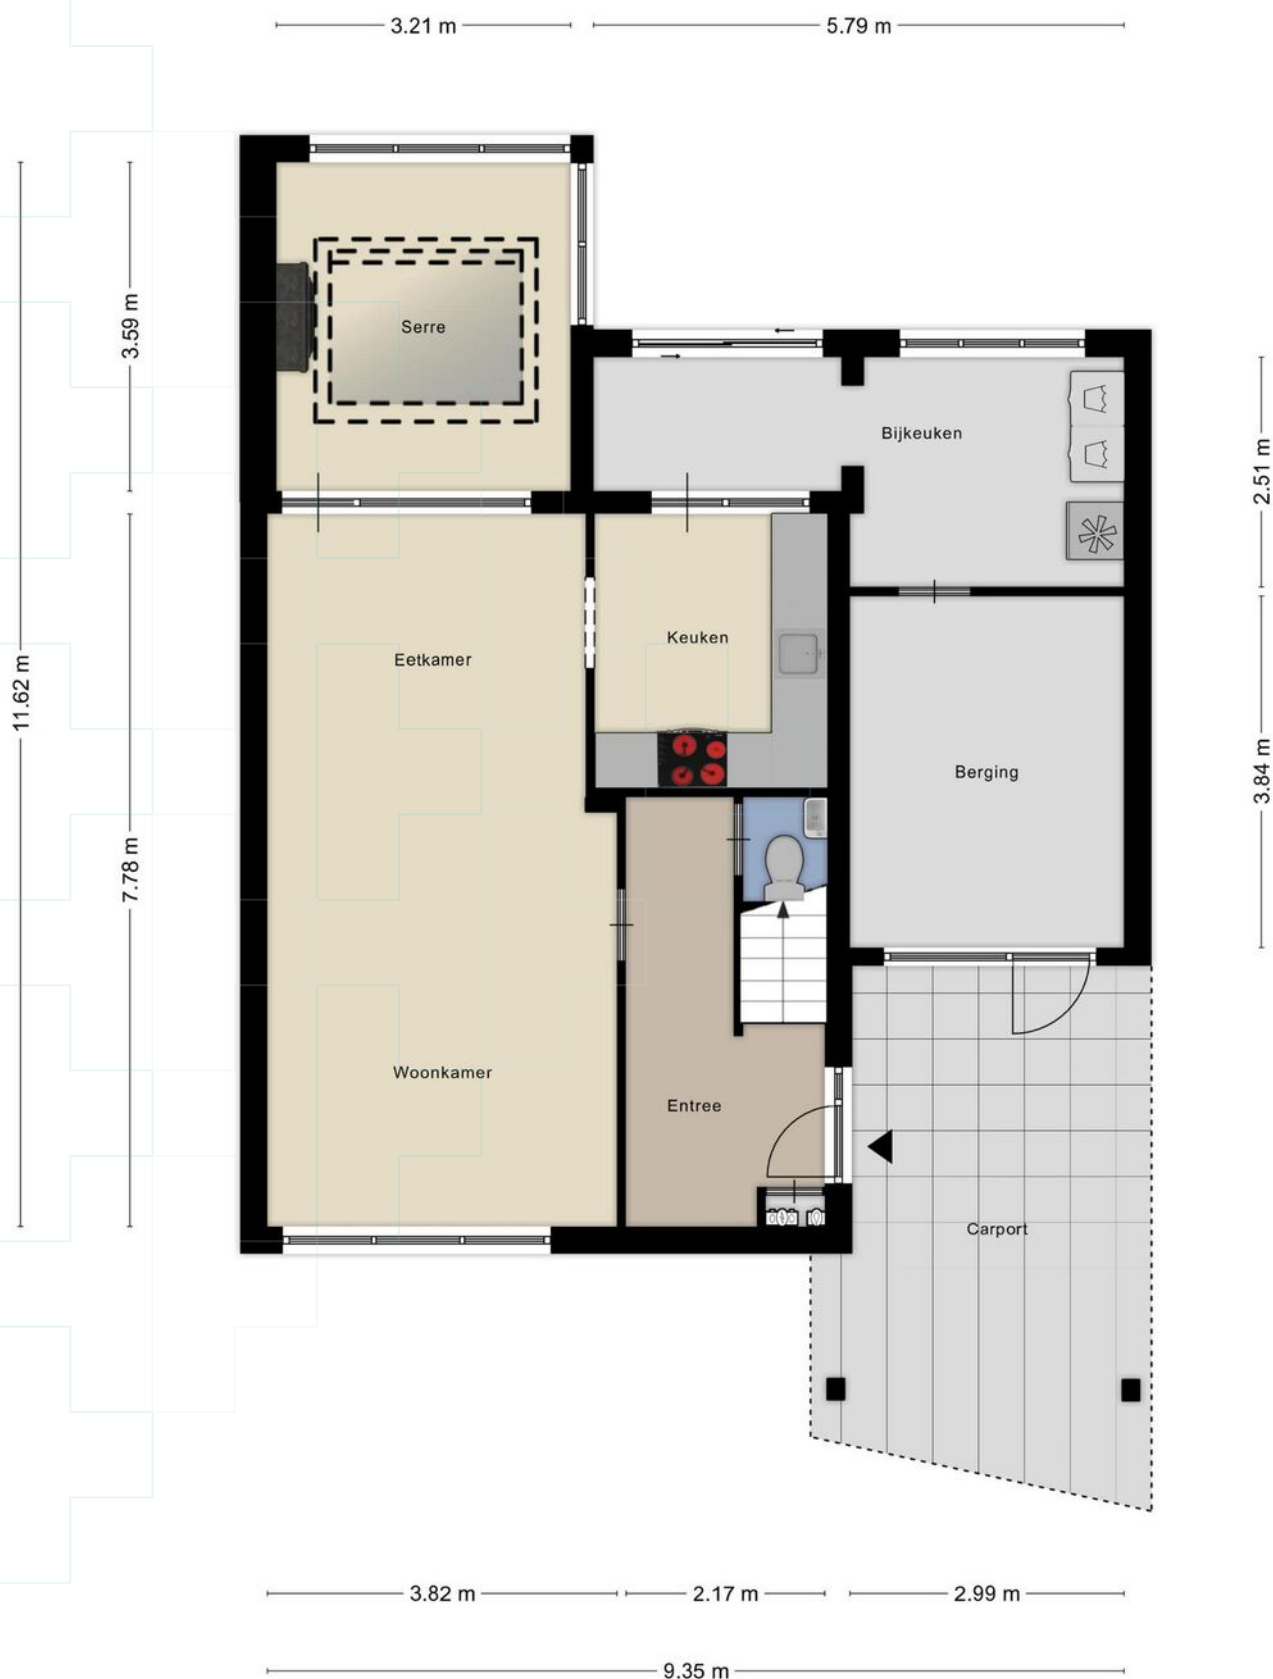 3.21 m
5.79 m
3.59 m
Serre
Bijkeuken
2.51 m
Keuken
Eetkamer
11.62 m
Berging
3.84 m
7.78 m
Woonkamer
Entree
Carport
3.82 m
2.17 m
2.99 m
9.35 m